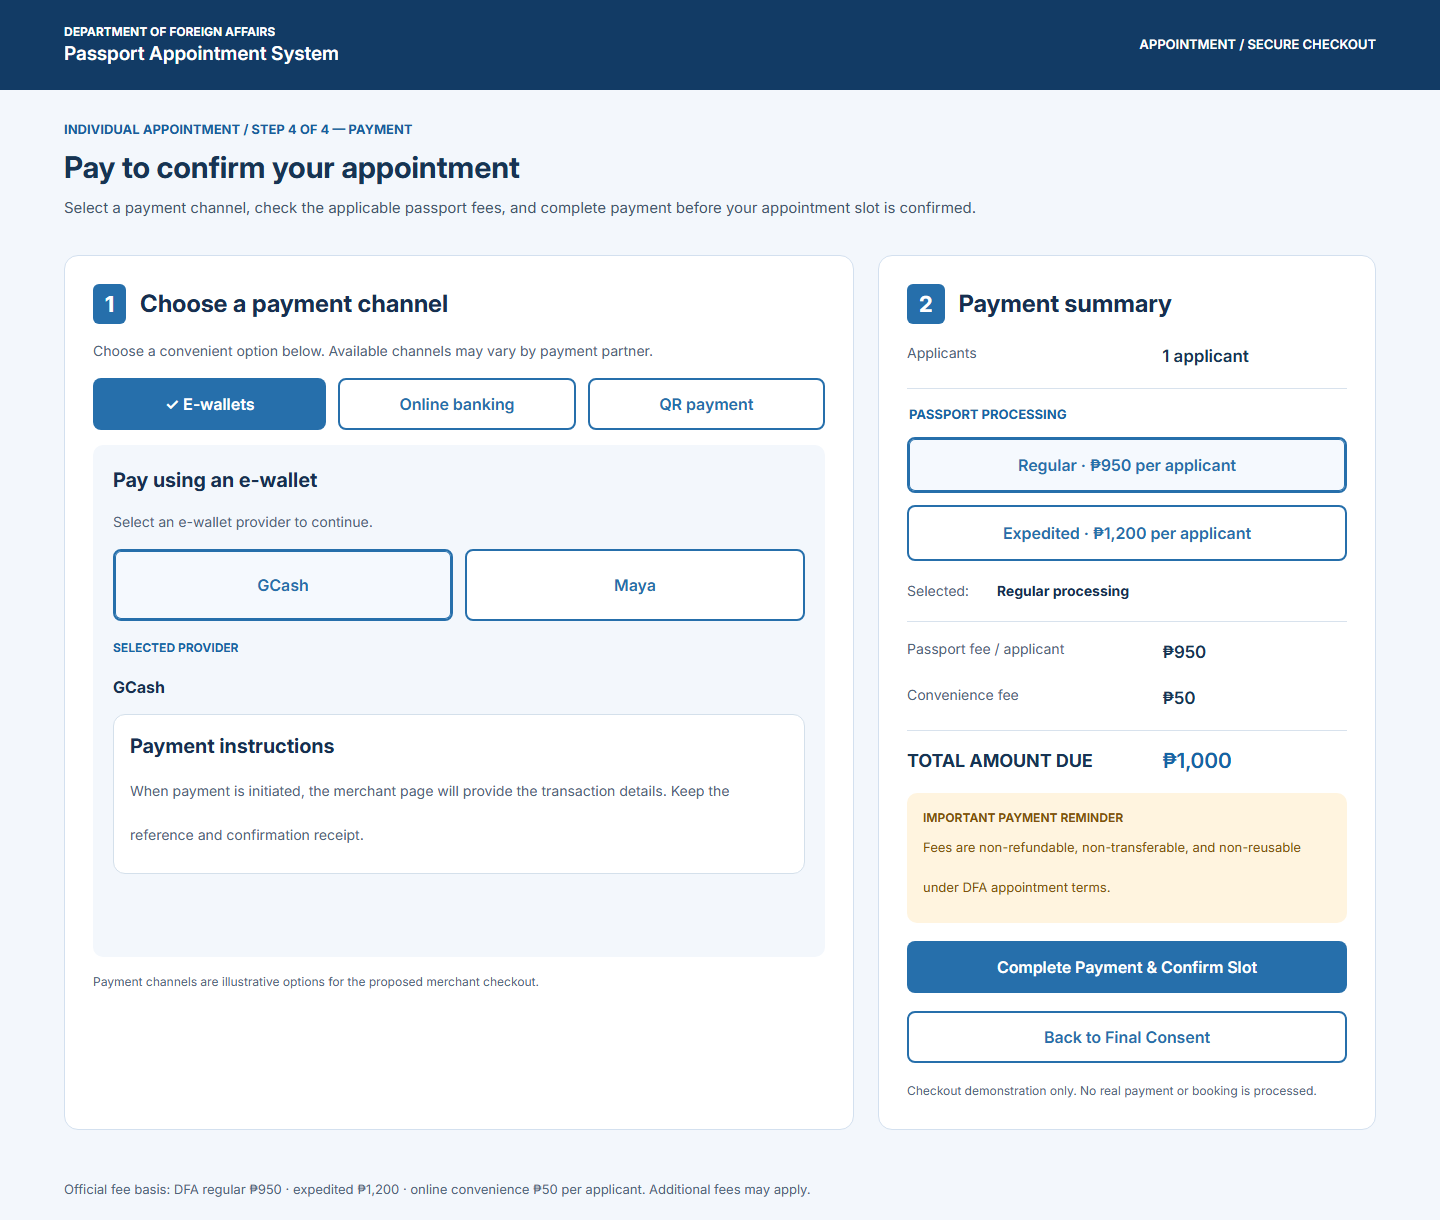 DEPARTMENT OF FOREIGN AFFAIRS
Passport Appointment System
APPOINTMENT / SECURE CHECKOUT
INDIVIDUAL APPOINTMENT / STEP 4 OF 4 — PAYMENT
Pay to confirm your appointment
Select a payment channel, check the applicable passport fees, and complete payment before your appointment slot is confirmed.
1 Choose a payment channel
Choose a convenient option below. Available channels may vary by payment partner.
✓ E-wallets
Online banking
QR payment
Pay using an e-wallet
Select an e-wallet provider to continue.
GCash
Maya
SELECTED PROVIDER
GCash
Payment instructions
When payment is initiated, the merchant page will provide the transaction details. Keep the
reference and confirmation receipt.
Payment channels are illustrative options for the proposed merchant checkout.
2 Payment summary
Applicants 1 applicant
PASSPORT PROCESSING
Regular · ₱950 per applicant
Expedited · ₱1,200 per applicant
Selected: Regular processing
Passport fee / applicant ₱950
Convenience fee ₱50
TOTAL AMOUNT DUE ₱1,000
IMPORTANT PAYMENT REMINDER
Fees are non-refundable, non-transferable, and non-reusable
under DFA appointment terms.
Complete Payment & Confirm Slot
Back to Final Consent
Checkout demonstration only. No real payment or booking is processed.
Official fee basis: DFA regular ₱950 · expedited ₱1,200 · online convenience ₱50 per applicant. Additional fees may apply.